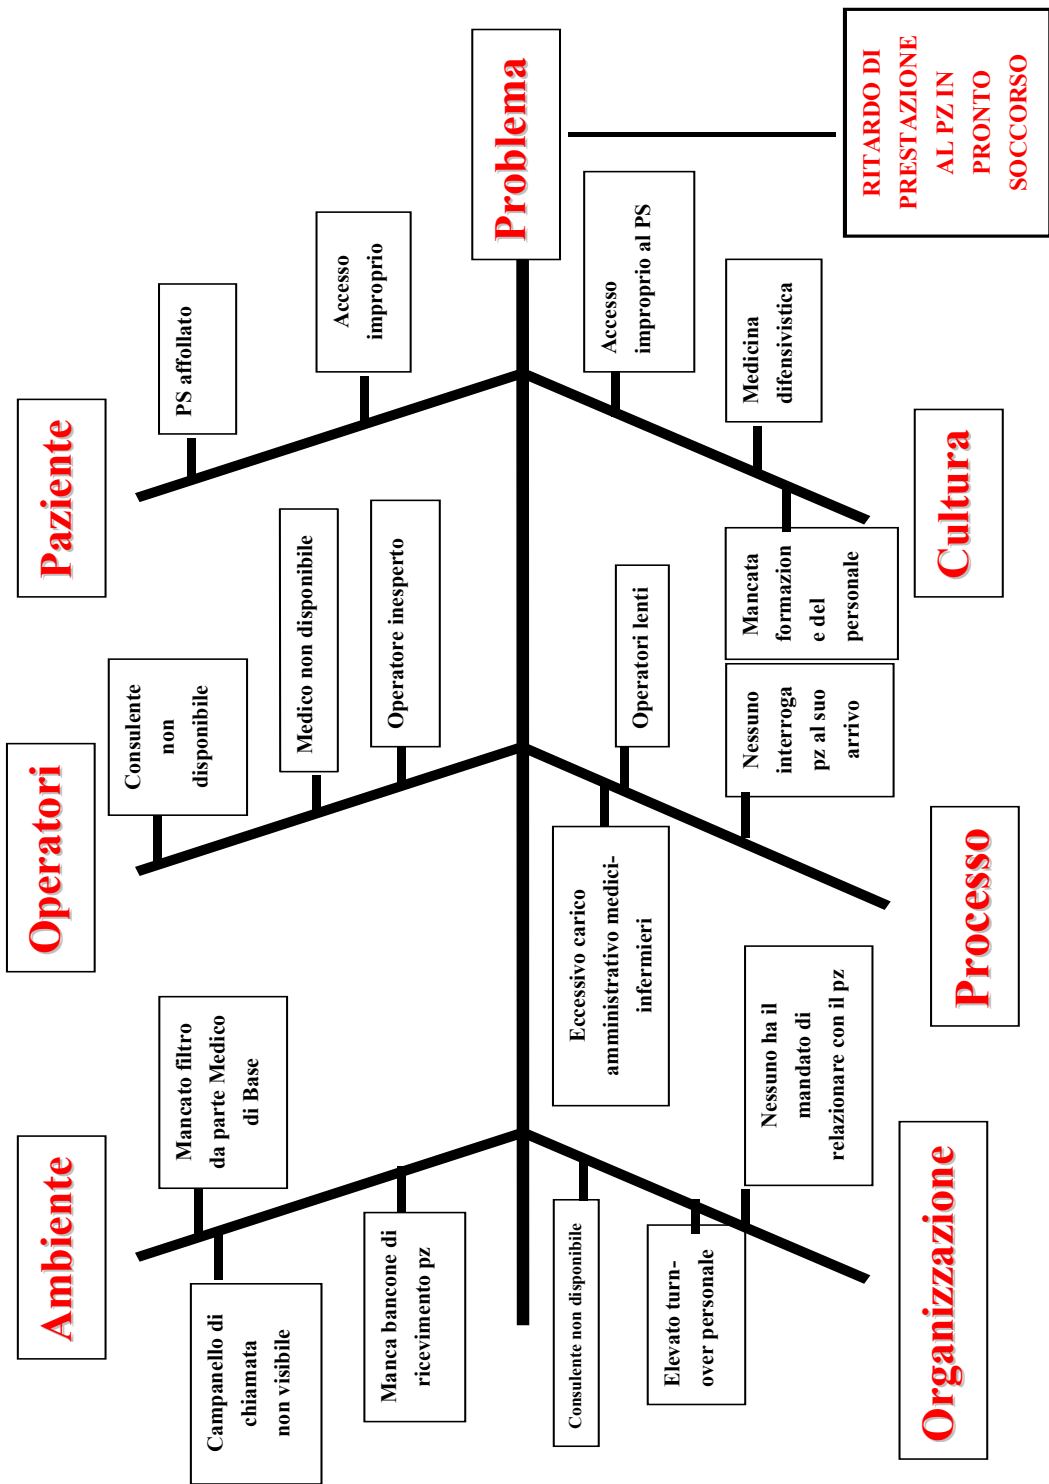 Ambiente
Operatori
Paziente
Mancato filtro
da parte Medico
di Base
Campanello di
chiamata
non visibile
Manca bancone di
ricevimento pz
Consulente
non
disponibile
Medico non disponibile
Operatore inesperto
PS affollato
Accesso
improprio
Problema
RITARDO DI
PRESTAZIONE
AL PZ IN
PRONTO
SOCCORSO
Consulente non disponibile
Elevato turn-
over personale
Nessuno ha il
mandato di
relazionare con il pz
Eccessivo carico
amministrativo medici-
infermieri
Operatori lenti
Nessuno
interroga
pz al suo
arrivo
Accesso
improprio al PS
Medicina
difensivistica
Mancata
formazion
e del
personale
Organizzazione
Processo
Cultura